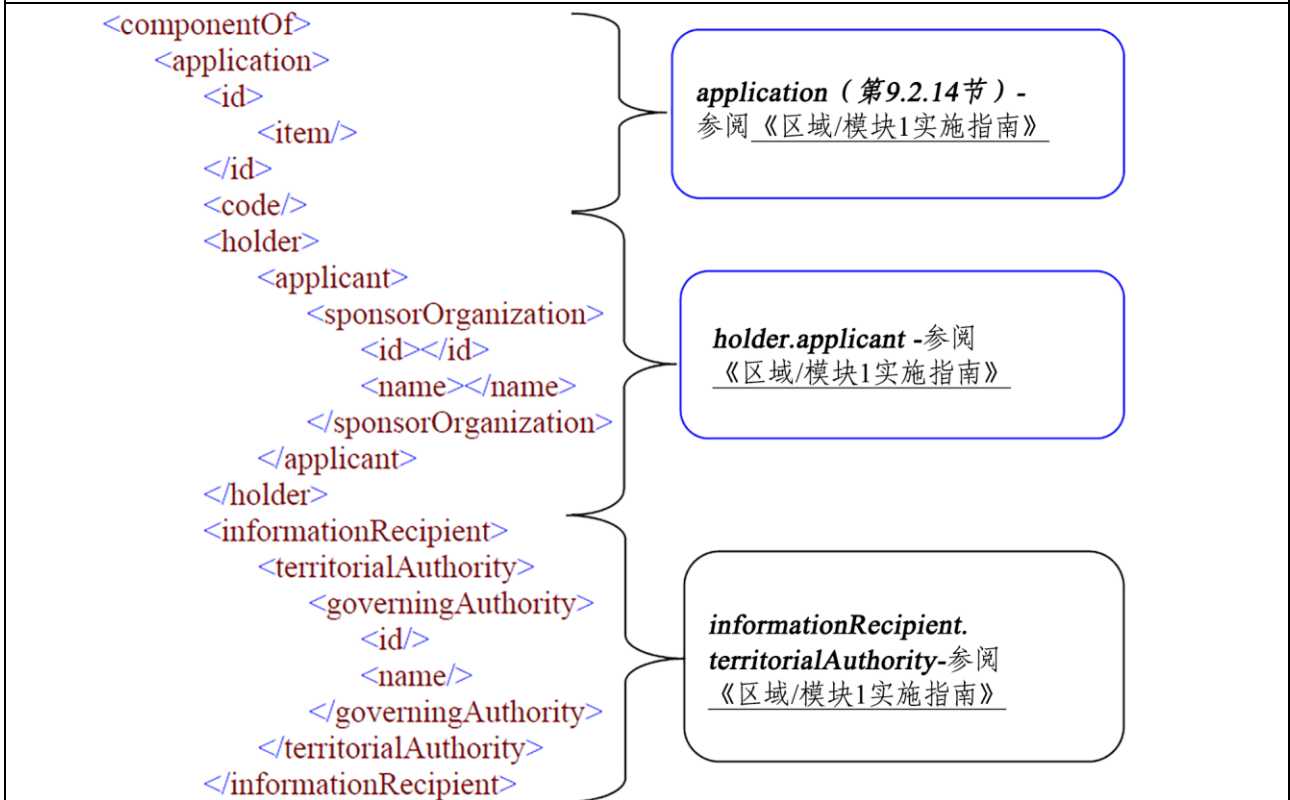 <componentOf>
<application>
<id>
<item/>
</id>
<code/>
<holder>
<applicant>
<sponsorOrganization>
<id></id>
<name></name>
</sponsorOrganization>
</applicant>
</holder>
<informationRecipient>
<territorialAuthority>
<governingAuthority>
<id/>
<name/>
</governingAuthority>
</territorialAuthority>
</informationRecipient>
application（第9.2.14节）-
参阅《区域/模块1实施指南》
holder.applicant -参阅
《区域/模块1实施指南》
informationRecipient.
territorialAuthority-参阅
《区域/模块1实施指南》